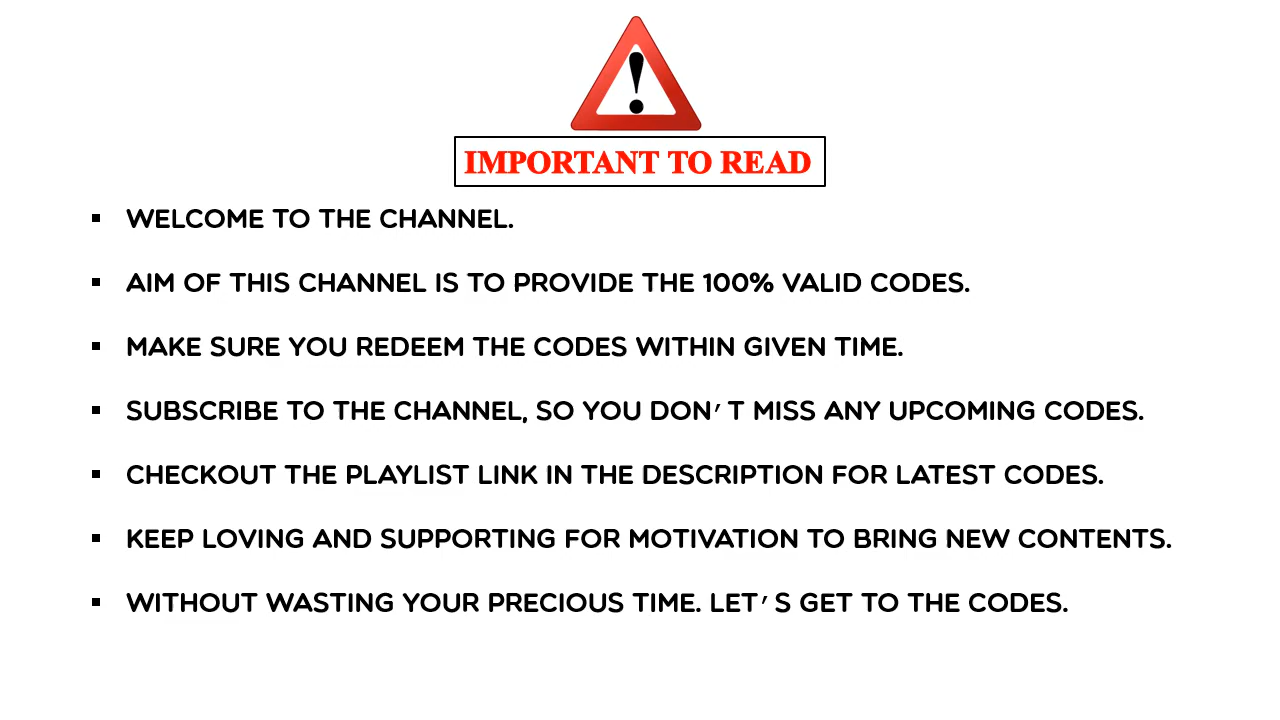 IMPORTANT TO READ
▪ WELCOME TO THE CHANNEL.
▪ AIM OF THIS CHANNEL IS TO PROVIDE THE 100% VALID CODES.
▪ MAKE SURE YOU REDEEM THE CODES WITHIN GIVEN TIME.
▪ SUBSCRIBE TO THE CHANNEL, SO YOU DON’T MISS ANY UPCOMING CODES.
▪ CHECKOUT THE PLAYLIST LINK IN THE DESCRIPTION FOR LATEST CODES.
▪ KEEP LOVING AND SUPPORTING FOR MOTIVATION TO BRING NEW CONTENTS.
▪ WITHOUT WASTING YOUR PRECIOUS TIME. LET’S GET TO THE CODES.